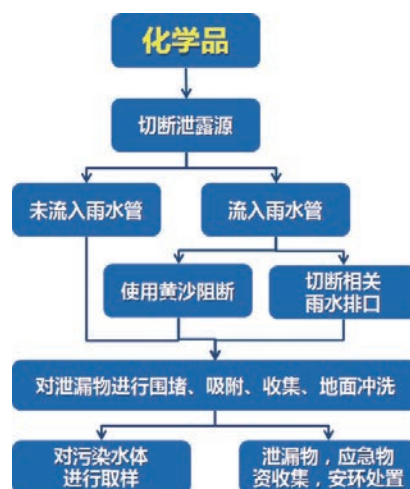 化学品
切断泄露源
未流入雨水管
流入雨水管
使用黄沙阻断
切断相关
雨水排口
对泄漏物进行围堵、吸附、收集、地面冲洗
对污染水体
进行取样
泄漏物，应急物
资收集，安环处置